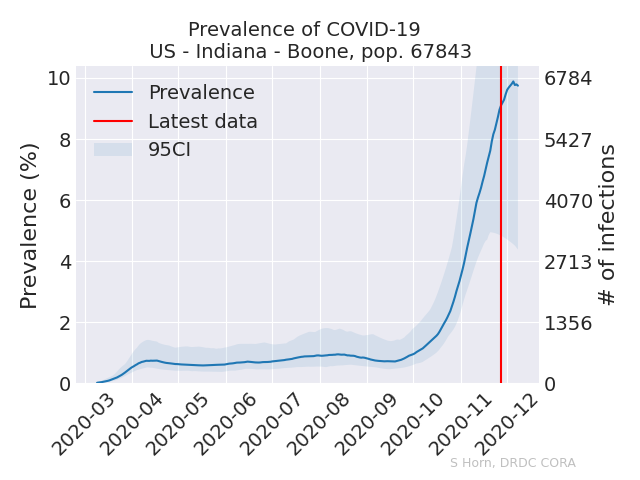 Prevalence of COVID-19
US - Indiana - Boone, pop. 67843
Prevalence (%)
10
8
6
4
2
0
Prevalence
Latest data
95CI
6784
5427
4070
2713
1356
0
# of infections
2020-03
2020-04
2020-05
2020-06
2020-07
2020-08
2020-09
2020-10
2020-11
2020-12
S Horn, DRDC CORA